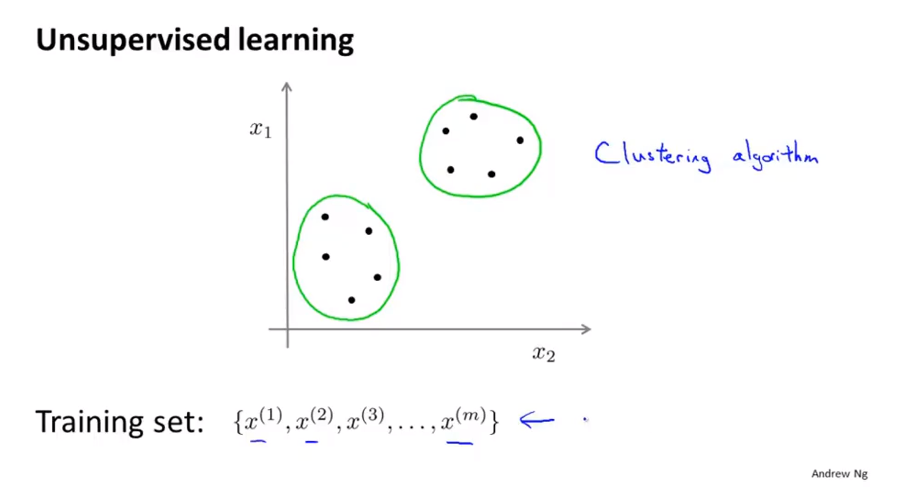 Unsupervised learning
x₁
Clustering algorithm
x₂
Training set: {x⁽¹⁾, x⁽²⁾, x⁽³⁾, . . . , x⁽ᵐ⁾} ←
Andrew Ng